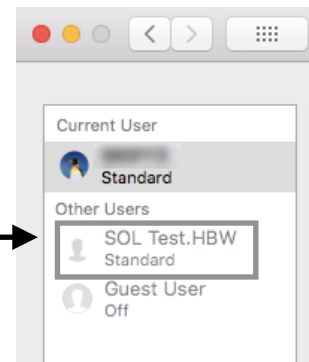 Current User
Standard
Other Users
SOL Test.HBW
Standard
Guest User
Off